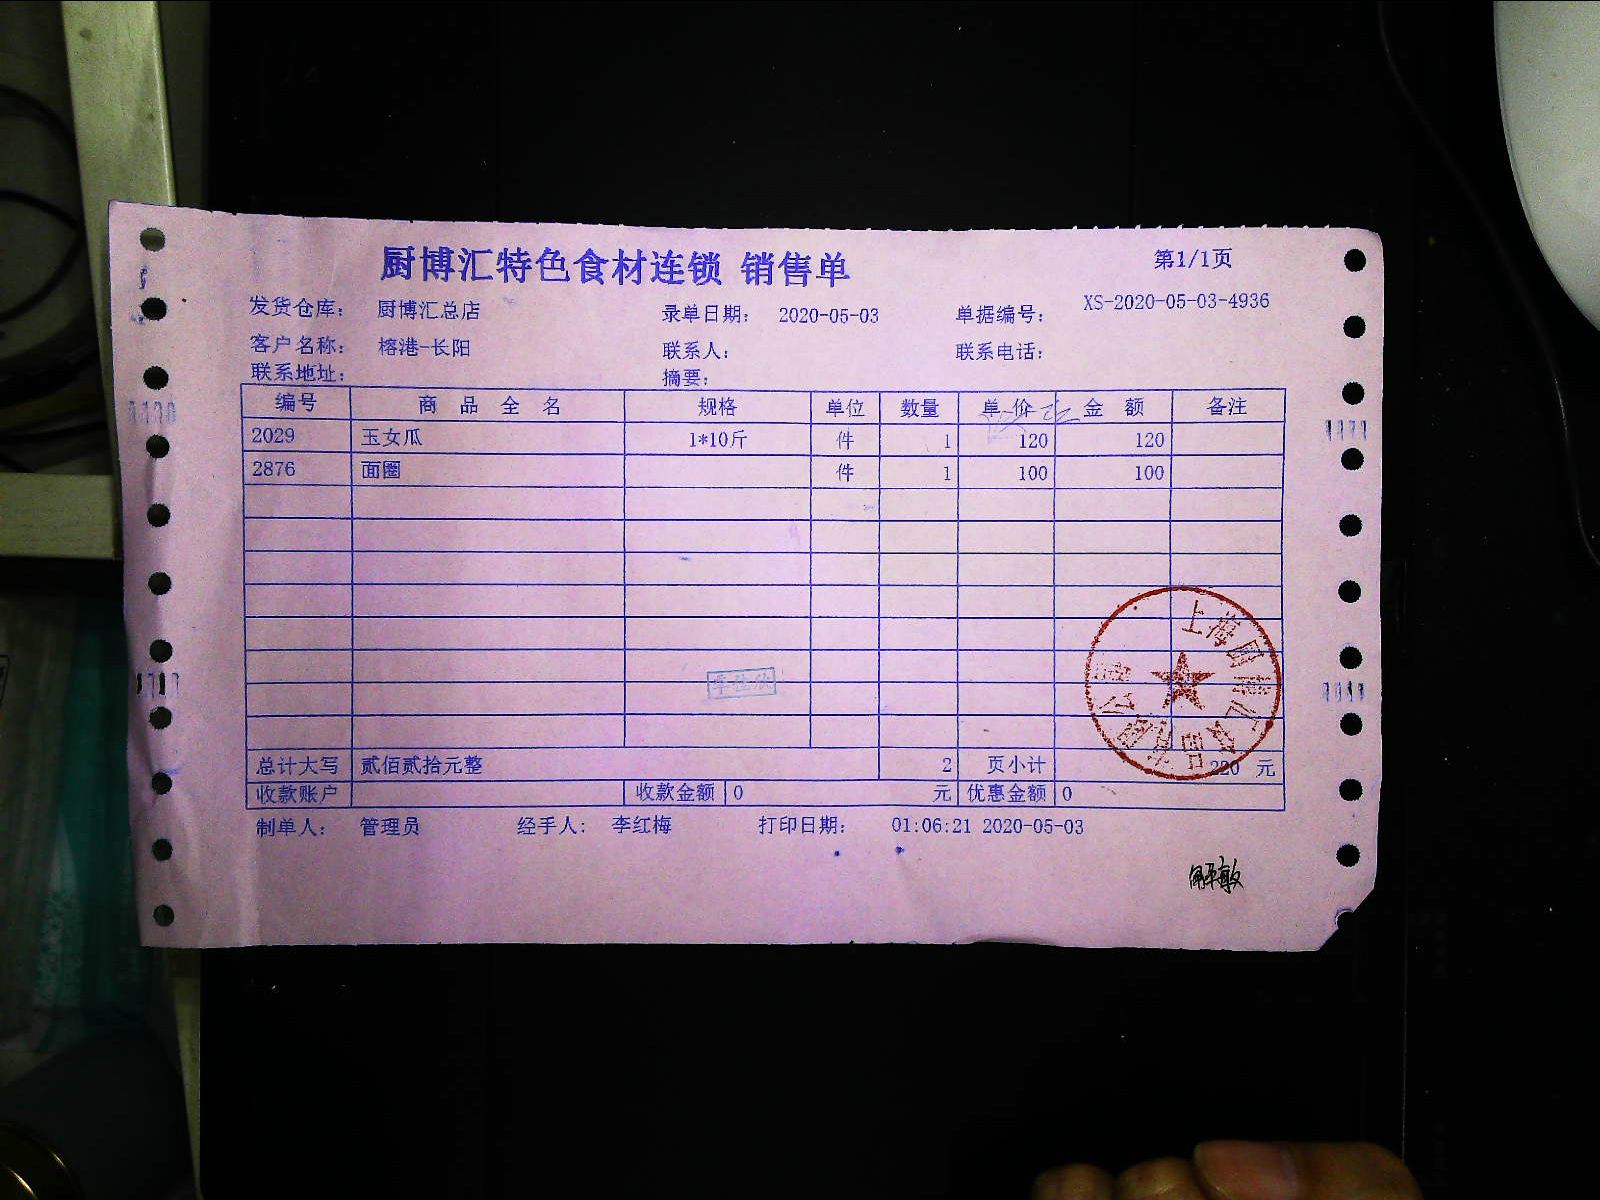 厨博汇特色食材连锁 销售单 第1/1页
发货仓库： 厨博汇总店 录单日期： 2020-05-03 单据编号： XS-2020-05-03-4936
客户名称： 榕港-长阳 联系人： 联系电话：
联系地址： 摘要：
编号 商品全名 规格 单位 数量 单价 金额 备注
2029 玉女瓜 1*10斤 件 1 120 120
2876 面圈 件 1 100 100
总计大写 贰佰贰拾元整 2 页小计 220 元
收款账户 收款金额 0 元 优惠金额 0
制单人： 管理员 经手人： 李红梅 打印日期： 01:06:21 2020-05-03